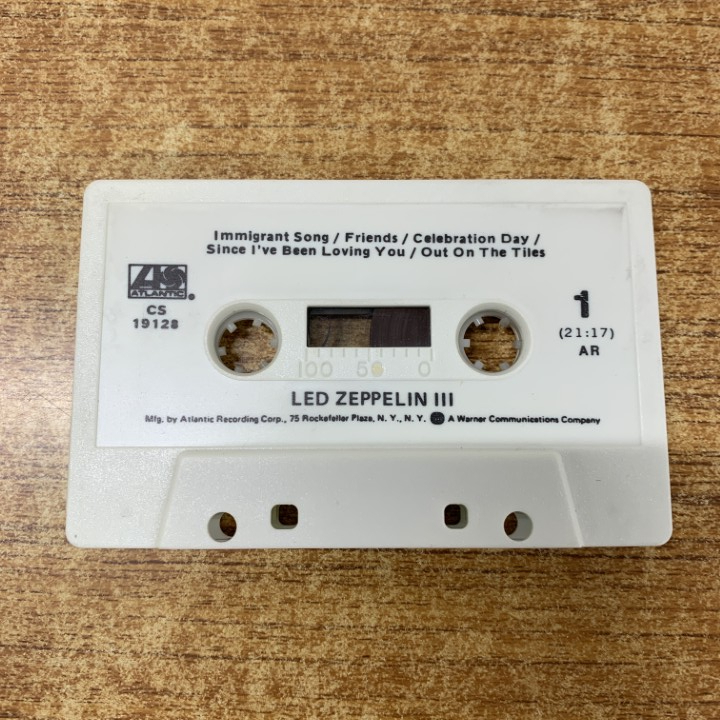 Immigrant Song / Friends / Celebration Day /
Since I've Been Loving You / Out On The Tiles
ATLANTIC
CS
19128
1
(21:17)
AR
100 50 0
LED ZEPPELIN III
Mfg. by Atlantic Recording Corp., 75 Rockefeller Plaza, N. Y., N. Y. A Warner Communications Company